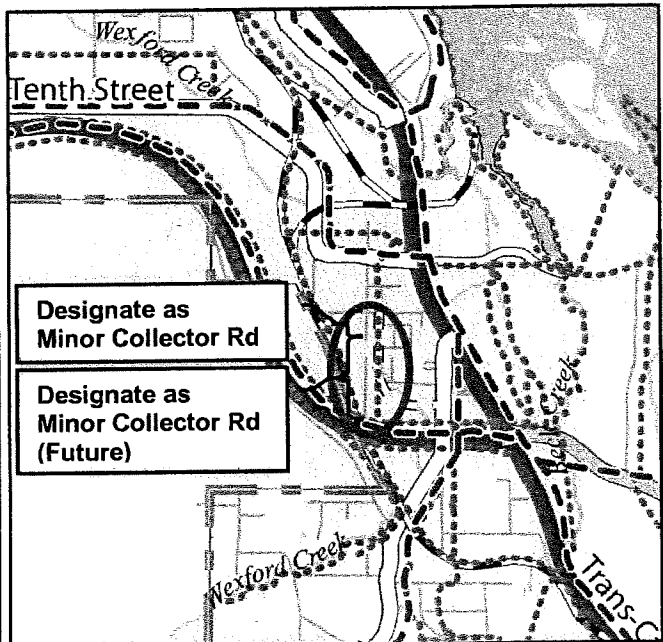 Wexford Creek
Tenth Street
Designate as
Minor Collector Rd
Designate as
Minor Collector Rd
(Future)
Beck Creek
Wexford Creek
Trans-C